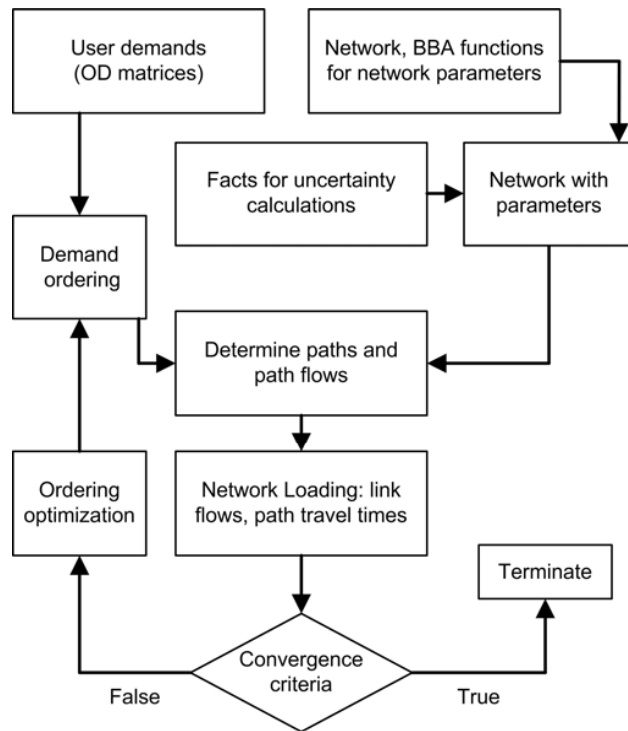 User demands
(OD matrices)
Network, BBA functions
for network parameters
Facts for uncertainty
calculations
Network with
parameters
Demand
ordering
Determine paths and
path flows
Ordering
optimization
Network Loading: link
flows, path travel times
Terminate
Convergence
criteria
False
True